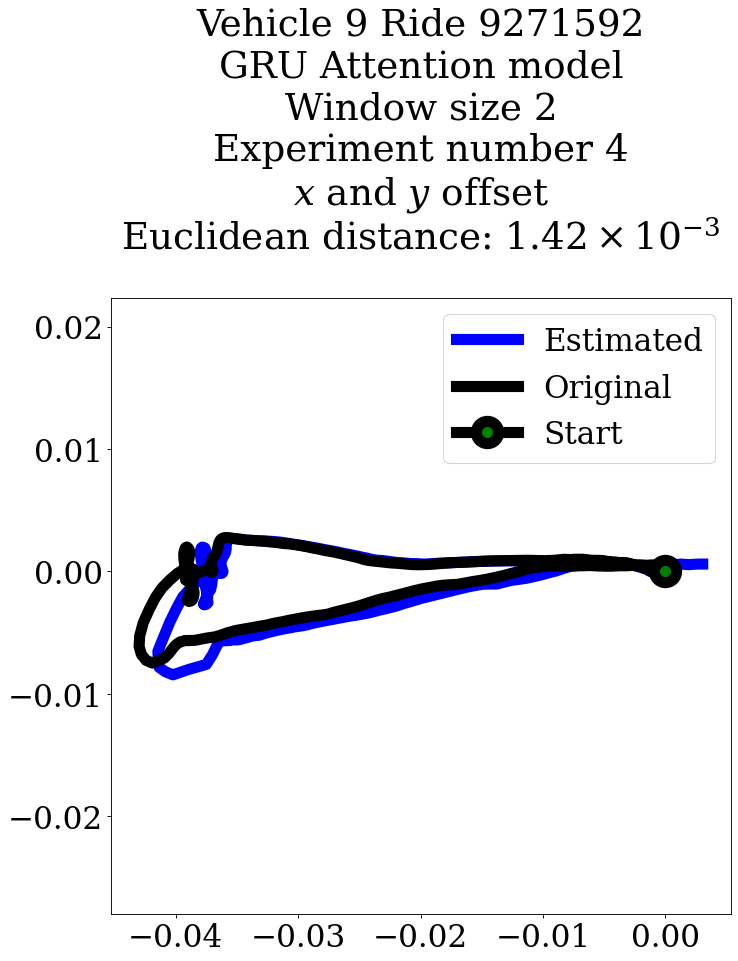 Vehicle 9 Ride 9271592
GRU Attention model
Window size 2
Experiment number 4
x and y offset
Euclidean distance: 1.42 × 10⁻³
Estimated
Original
Start
0.02
0.01
0.00
−0.01
−0.02
−0.04 −0.03 −0.02 −0.01 0.00